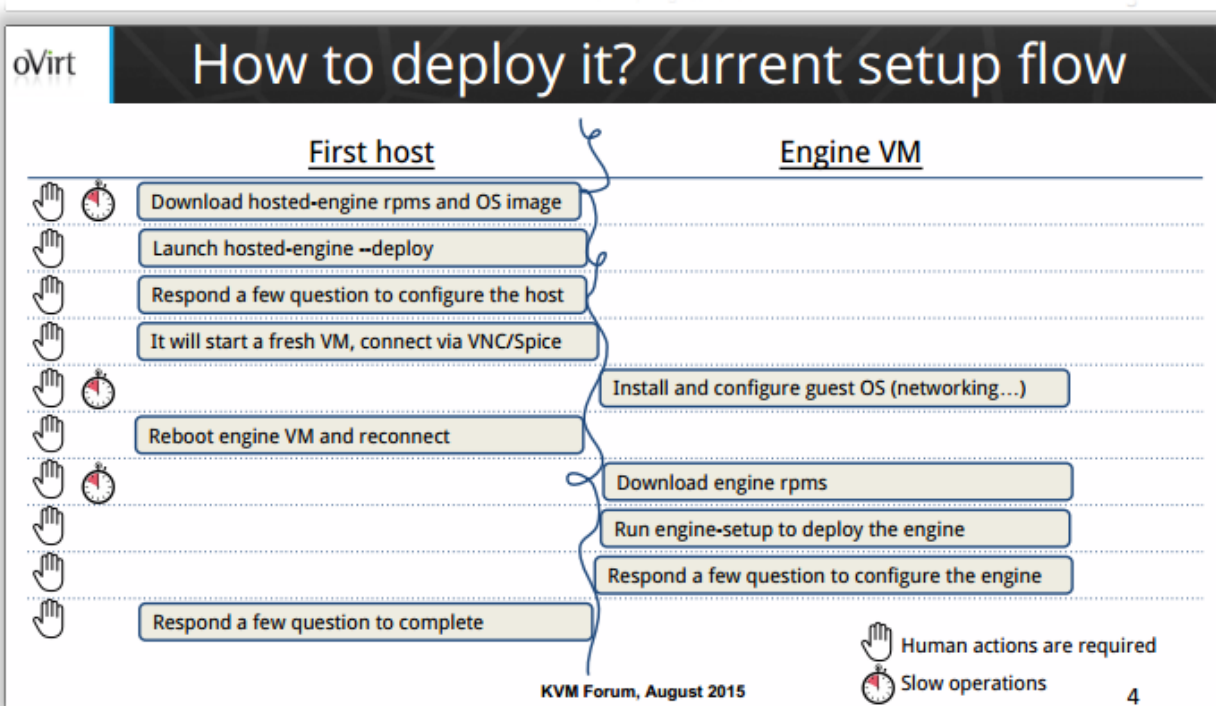 oVirt
How to deploy it? current setup flow
First host
Engine VM
Download hosted-engine rpms and OS image
Launch hosted-engine --deploy
Respond a few question to configure the host
It will start a fresh VM, connect via VNC/Spice
Install and configure guest OS (networking...)
Reboot engine VM and reconnect
Download engine rpms
Run engine-setup to deploy the engine
Respond a few question to configure the engine
Respond a few question to complete
Human actions are required
Slow operations
KVM Forum, August 2015
4